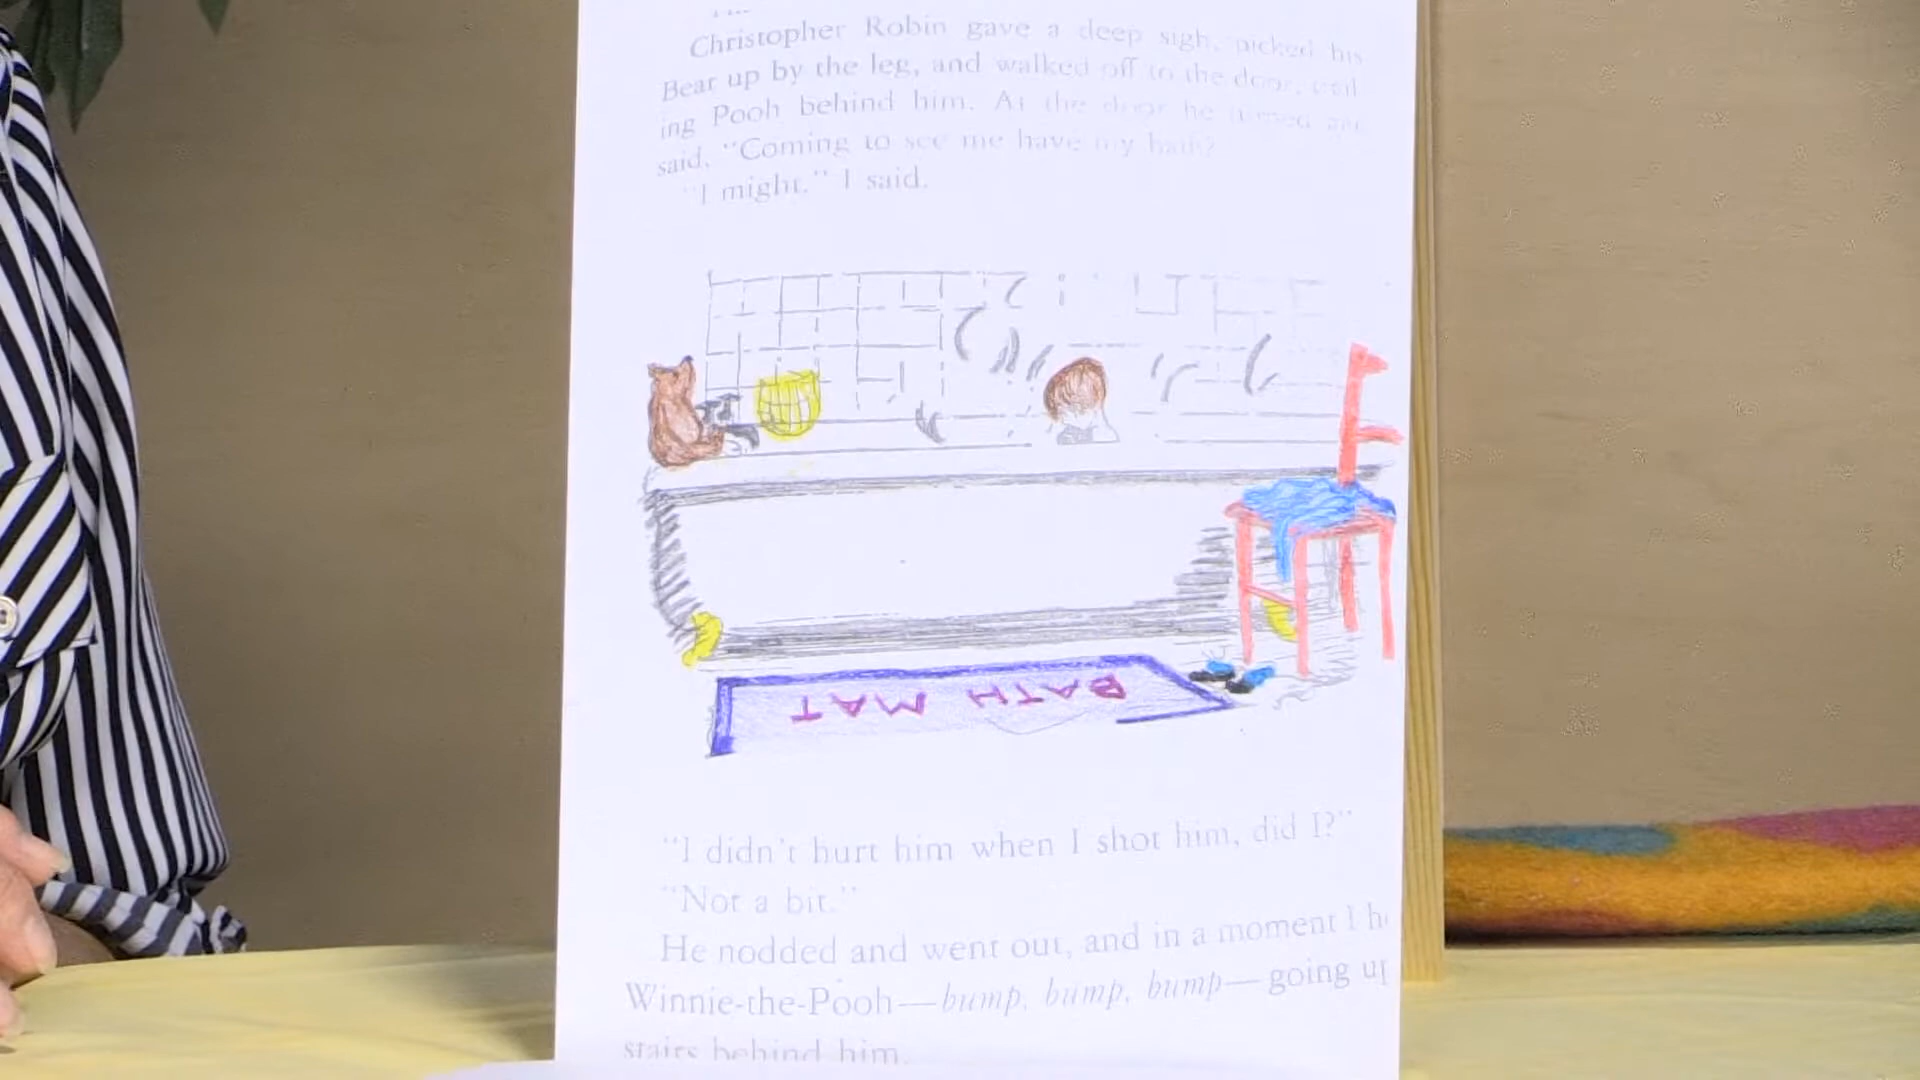 Christopher Robin gave a deep sigh, picked his
Bear up by the leg, and walked off to the door, trail
ing Pooh behind him. At the door he turned and
said, "Coming to see me have my bath?
"I might." I said.
BATH MAT
"I didn't hurt him when I shot him, did I?"
"Not a bit."
He nodded and went out, and in a moment I he
Winnie-the-Pooh—bump, bump, bump—going up
stairs behind him.